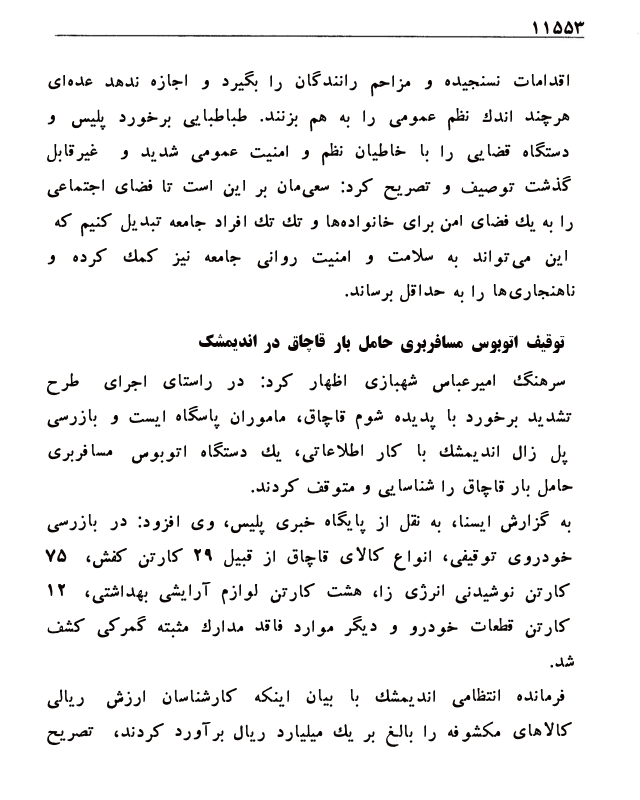 ۱۱۵۵۳
اقدامات نسنجیده و مزاحم رانندگان را بگیرد و اجازه ندهد عده‌ای
هرچند اندك نظم عمومی را به هم بزنند. طباطبایی برخورد پلیس و
دستگاه قضایی را با خاطیان نظم و امنیت عمومی شدید و غیرقابل
گذشت توصیف و تصریح کرد: سعی‌مان بر این است تا فضای اجتماعی
را به یك فضای امن برای خانواده‌ها و تك تك افراد جامعه تبدیل کنیم که
این می‌تواند به سلامت و امنیت روانی جامعه نیز کمك کرده و
ناهنجاری‌ها را به حداقل برساند.
توقیف اتوبوس مسافربری حامل بار قاچاق در اندیمشک
سرهنگ امیرعباس شهبازی اظهار کرد: در راستای اجرای طرح
تشدید برخورد با پدیده شوم قاچاق، ماموران پاسگاه ایست و بازرسی
پل زال اندیمشك با کار اطلاعاتی، یك دستگاه اتوبوس مسافربری
حامل بار قاچاق را شناسایی و متوقف کردند.
به گزارش ایسنا، به نقل از پایگاه خبری پلیس، وی افزود: در بازرسی
خودروی توقیفی، انواع کالای قاچاق از قبیل ۲۹ کارتن کفش، ۷۵
کارتن نوشیدنی انرژی زا، هشت کارتن لوازم آرایشی بهداشتی، ۱۲
کارتن قطعات خودرو و دیگر موارد فاقد مدارك مثبته گمرکی کشف
شد.
فرمانده انتظامی اندیمشك با بیان اینکه کارشناسان ارزش ریالی
کالاهای مکشوفه را بالغ بر یك میلیارد ریال برآورد کردند، تصریح